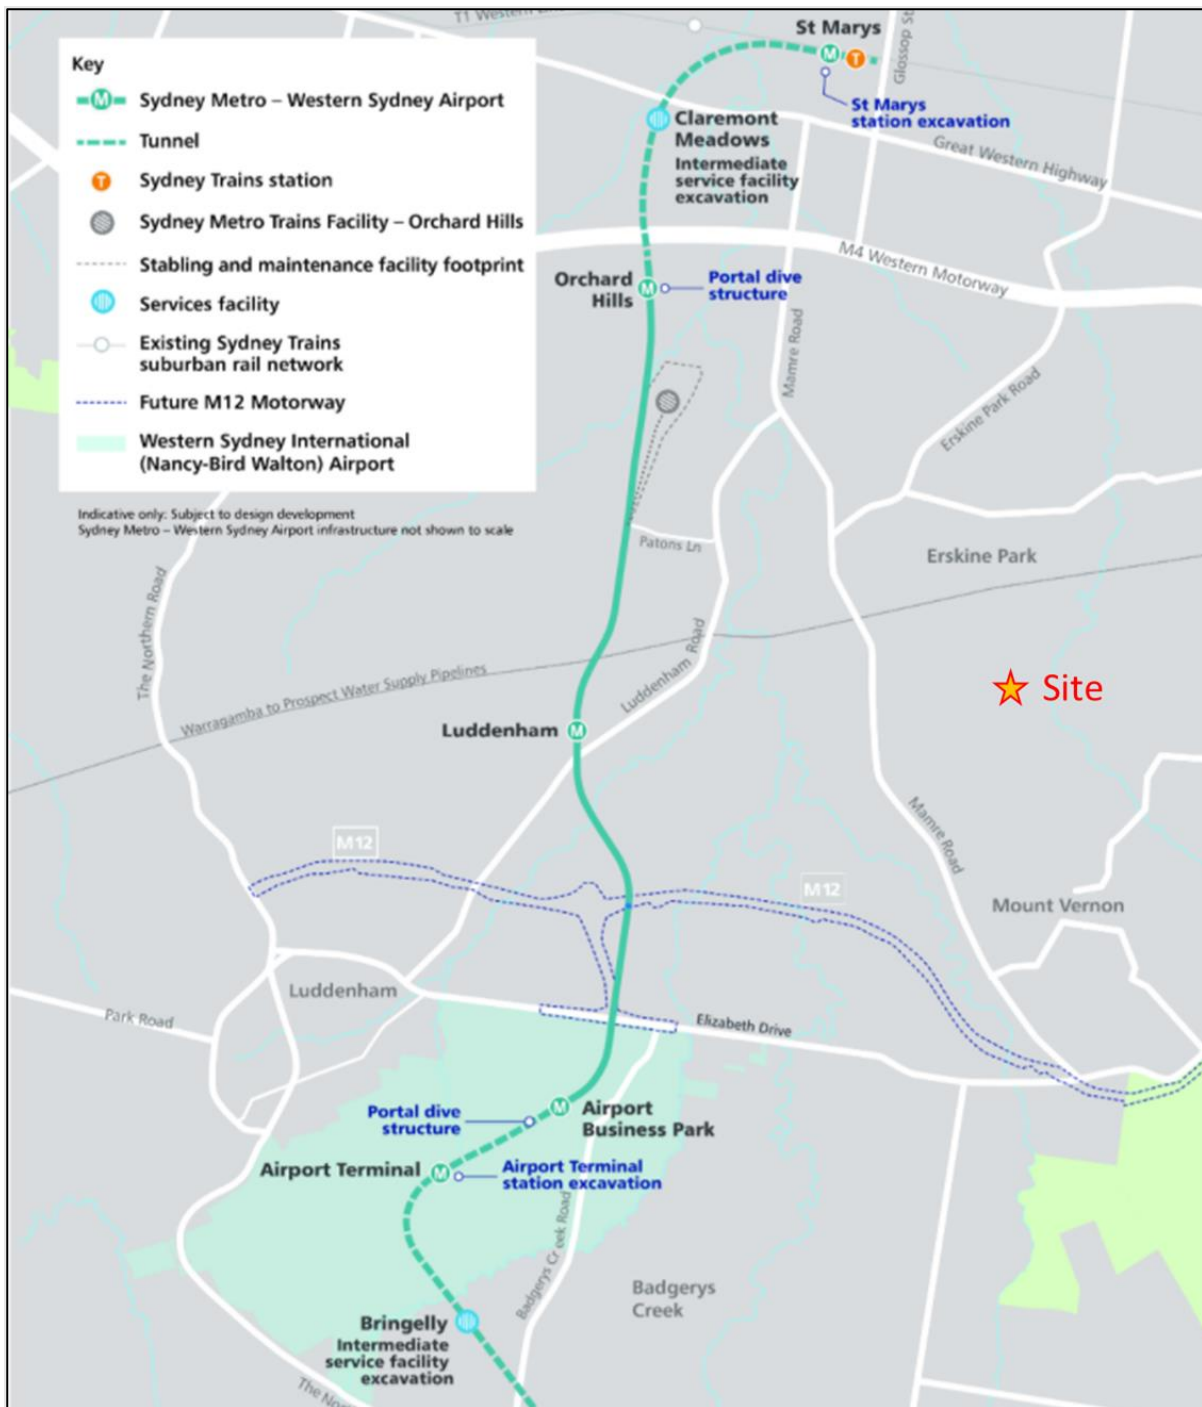 T1 Western
St Marys
Glossop St
Key
Sydney Metro – Western Sydney Airport
Tunnel
Sydney Trains station
Sydney Metro Trains Facility – Orchard Hills
Stabling and maintenance facility footprint
Services facility
Existing Sydney Trains
suburban rail network
Future M12 Motorway
Western Sydney International
(Nancy-Bird Walton) Airport
Indicative only: Subject to design development
Sydney Metro – Western Sydney Airport infrastructure not shown to scale
M
T
M
T
St Marys
station excavation
Claremont
Meadows
Intermediate
service facility
excavation
Great Western Highway
M4 Western Motorway
Orchard
Hills
M
Portal dive
structure
Mamre Road
Erskine Park Road
Patons Ln
Erskine Park
The Northern Road
Warragamba to Prospect Water Supply Pipelines
Luddenham Road
Site
Luddenham
M
Mamre Road
M12
M12
Mount Vernon
Luddenham
Park Road
Elizabeth Drive
M
Airport
Business Park
Portal dive
structure
Airport Terminal
M
Airport Terminal
station excavation
Badgerys Creek Road
Badgerys
Creek
Bringelly
Intermediate
service facility
excavation
The